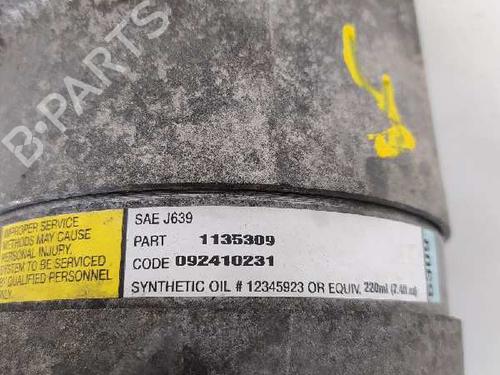 B-PARTS
IMPROPER SERVICE
METHODS MAY CAUSE
PERSONAL INJURY.
SYSTEM TO BE SERVICED
BY QUALIFIED PERSONNEL
ONLY.
SAE J639
PART 1135309
CODE 092410231
SYNTHETIC OIL # 12345923 OR EQUIV. 220ml (7.4fl oz)
5309